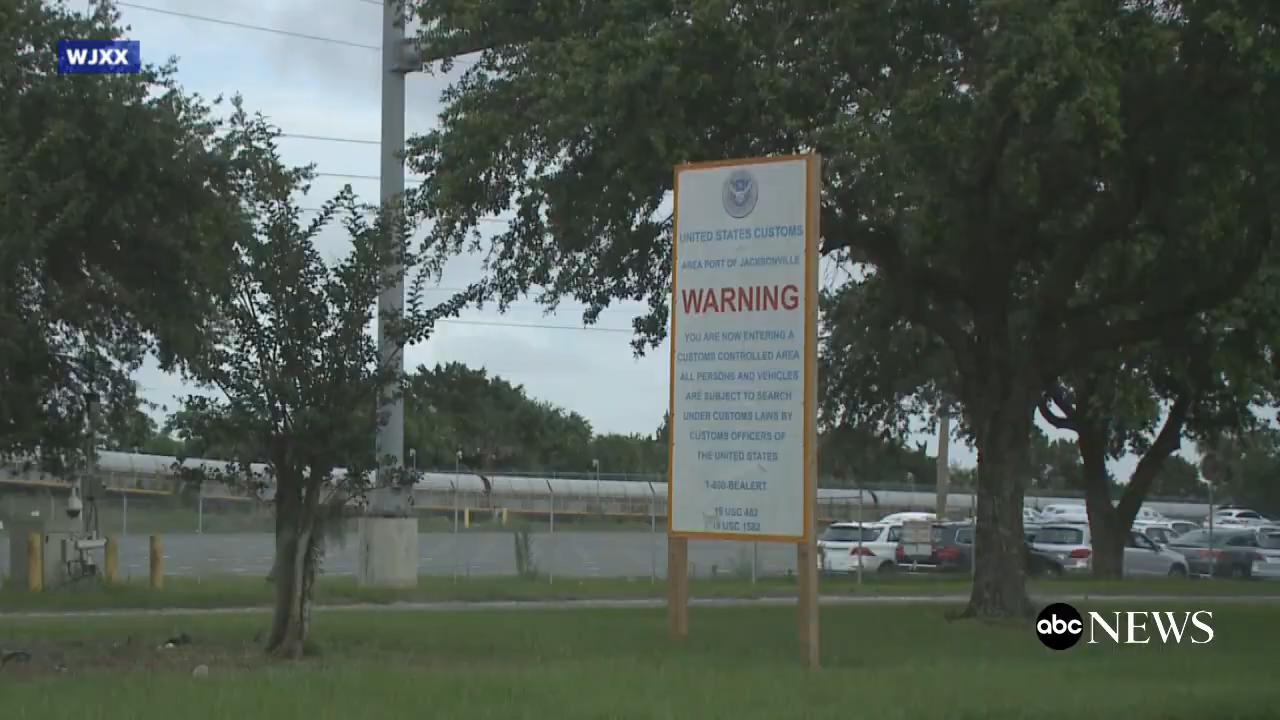 WJXX
UNITED STATES CUSTOMS
AREA PORT OF JACKSONVILLE
WARNING
YOU ARE NOW ENTERING A
CUSTOMS CONTROLLED AREA
ALL PERSONS AND VEHICLES
ARE SUBJECT TO SEARCH
UNDER CUSTOMS LAWS BY
CUSTOMS OFFICERS OF
THE UNITED STATES
1-800-BEALERT
19 USC 482
19 USC 1582
abc NEWS